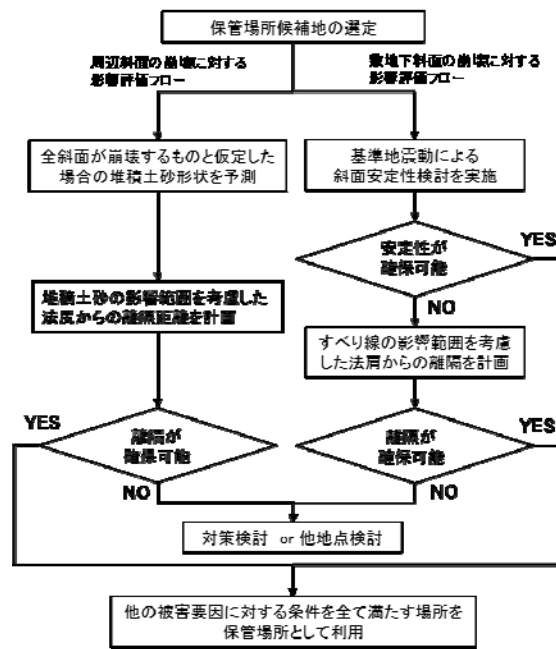 保管場所候補地の選定
周辺斜面の崩壊に対する
影響評価フロー
敷地下斜面の崩壊に対する
影響評価フロー
全斜面が崩壊するものと仮定した
場合の堆積土砂形状を予測
基準地震動による
斜面安定性検討を実施
安定性が
確保可能
YES
NO
堆積土砂の影響範囲を考慮した
法尻からの離隔距離を計画
すべり線の影響範囲を考慮
した法肩からの離隔を計画
YES
離隔が
確保可能
NO
離隔が
確保可能
YES
NO
対策検討 or 他地点検討
他の被害要因に対する条件を全て満たす場所を
保管場所として利用